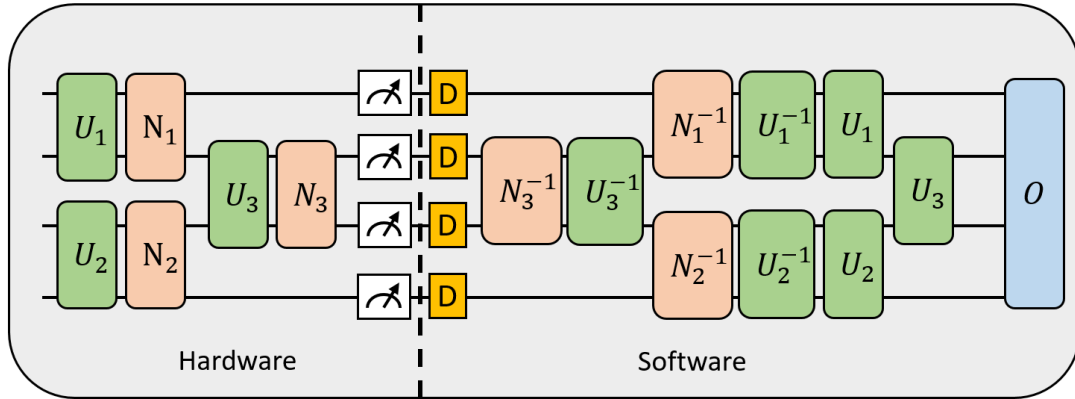 U₁ N₁ D N₁⁻¹ U₁⁻¹ U₁
U₃ N₃ D N₃⁻¹ U₃⁻¹ U₃ O
U₂ N₂ D N₂⁻¹ U₂⁻¹ U₂
D
Hardware Software